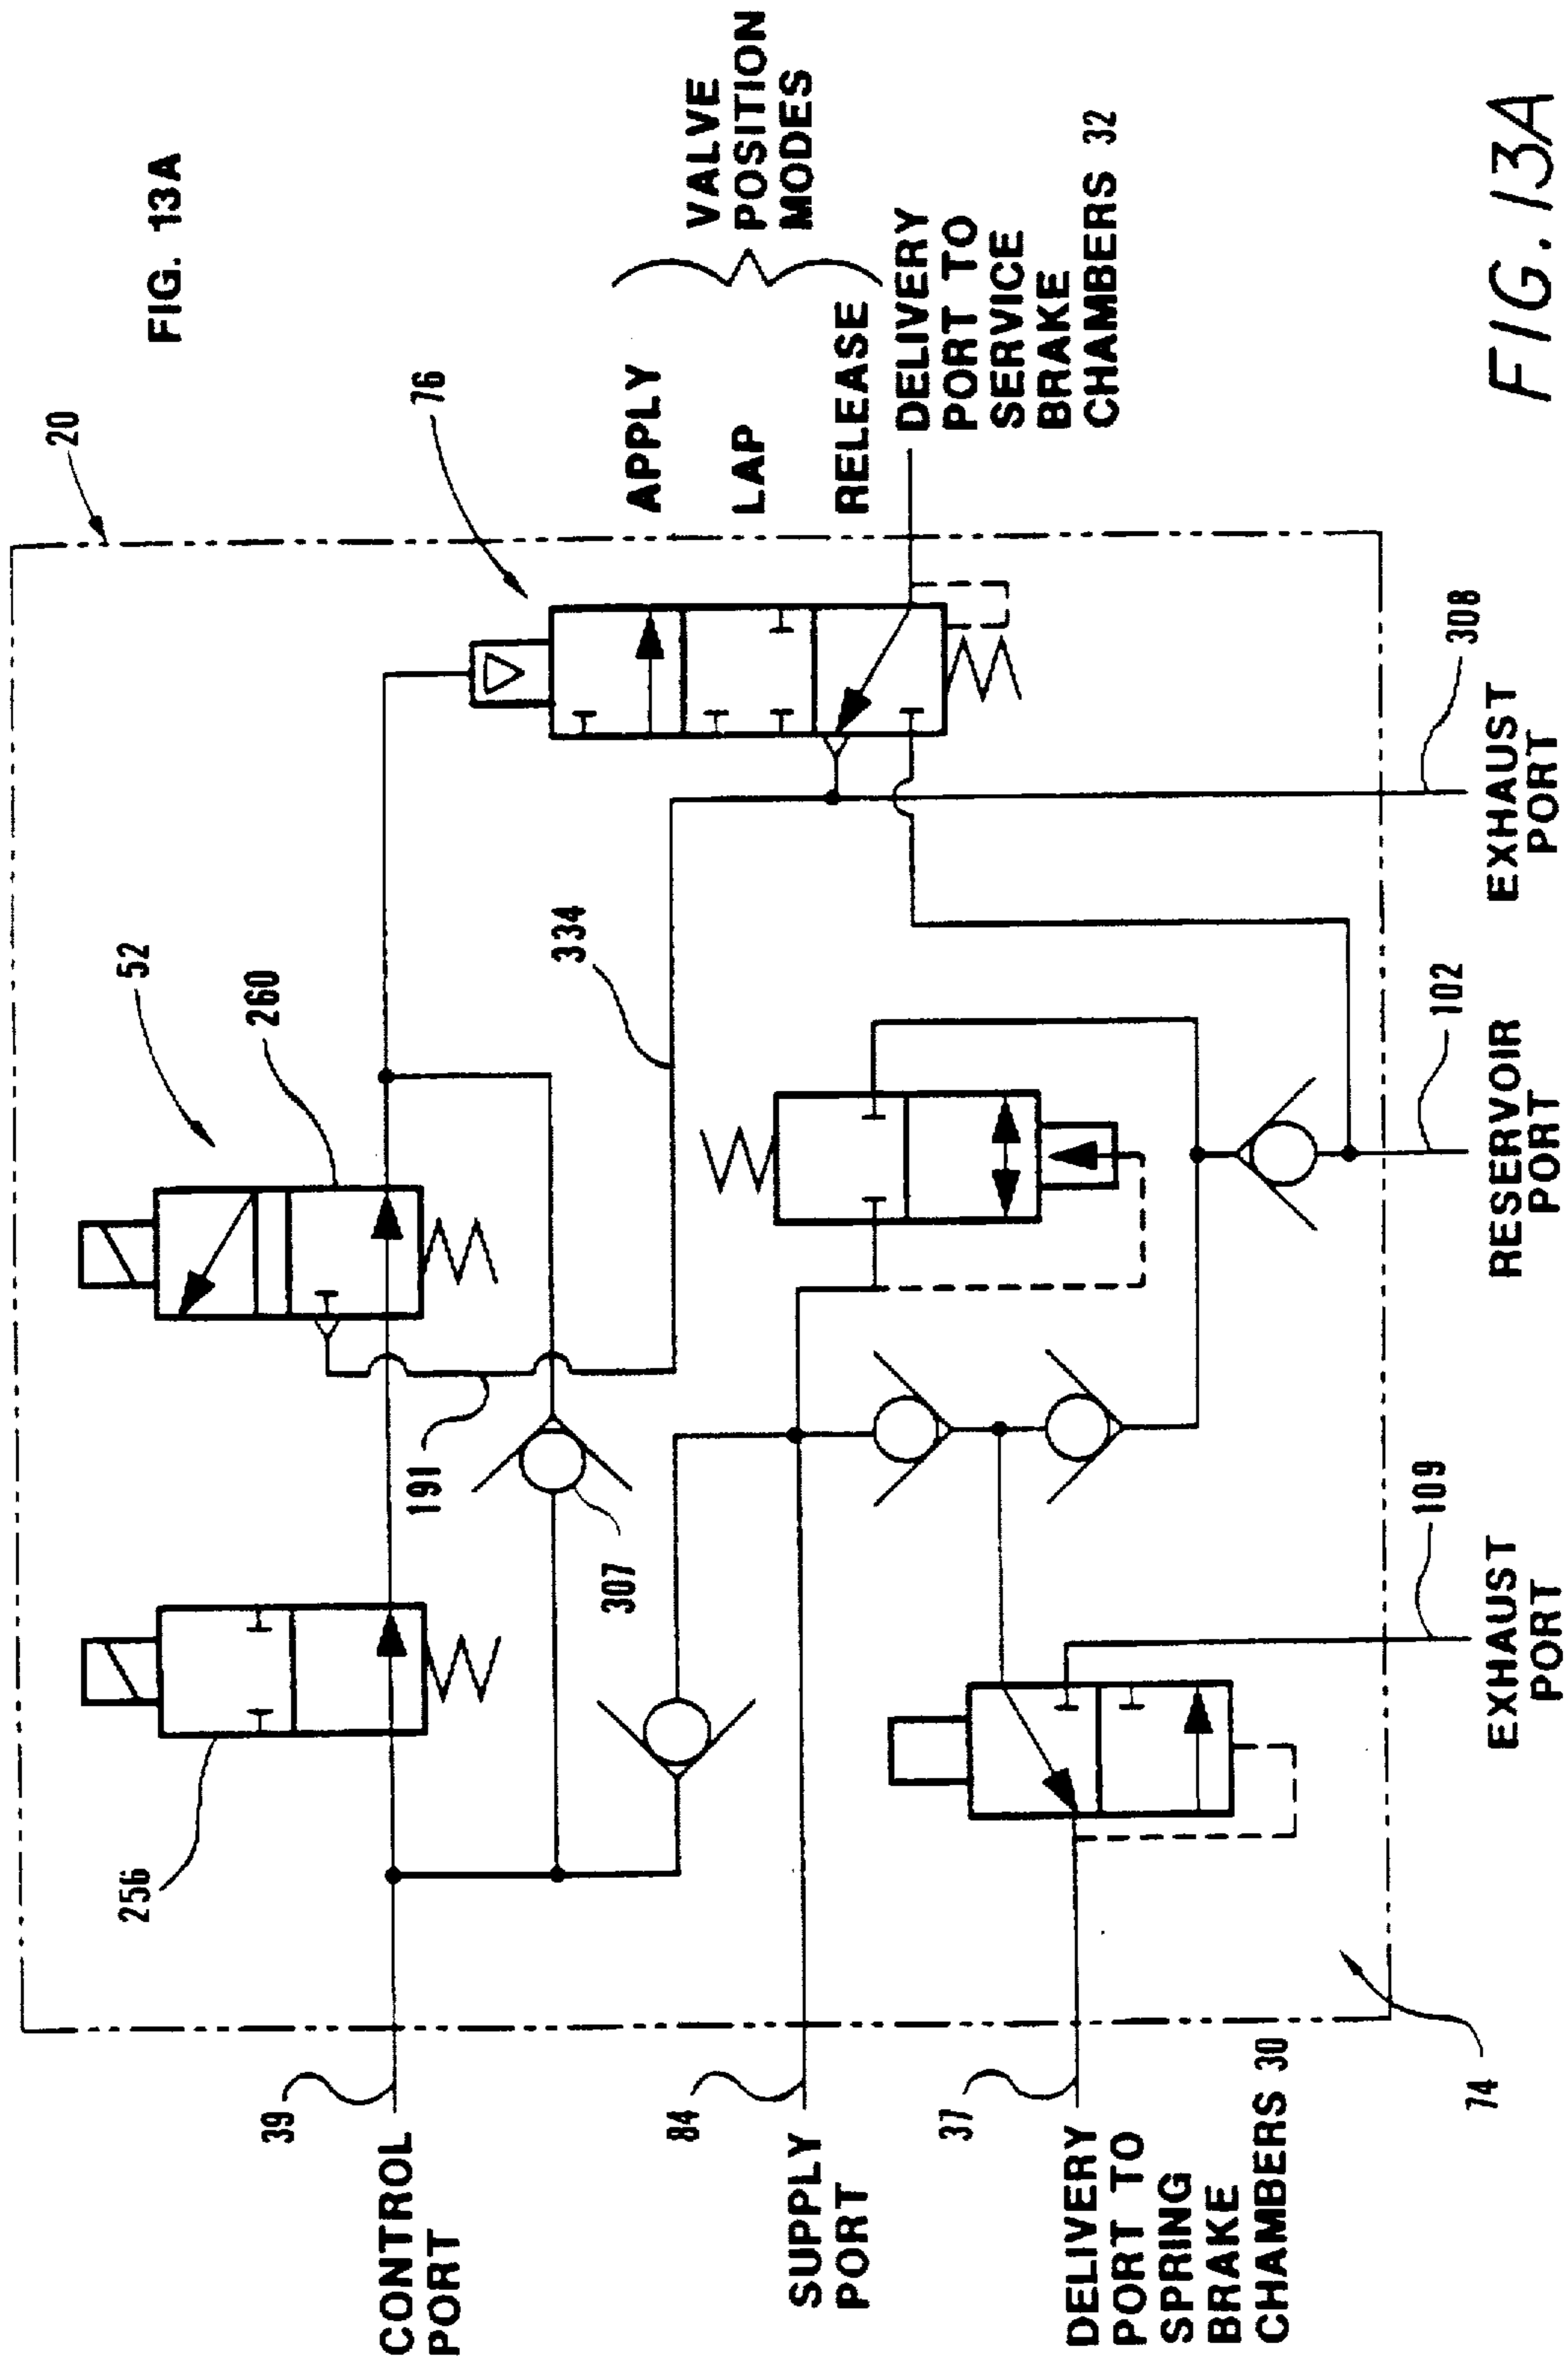 FIG. 13A
20
52
260
256
76
APPLY
LAP
RELEASE
VALVE
POSITION
MODES
DELIVERY
PORT TO
SERVICE
BRAKE
CHAMBERS 32
334
191
307
39
CONTROL
PORT
84
SUPPLY
PORT
37
DELIVERY
PORT TO
SPRING
BRAKE
CHAMBERS 30
74
109
EXHAUST
PORT
102
RESERVOIR
PORT
308
EXHAUST
PORT
FIG. 13A